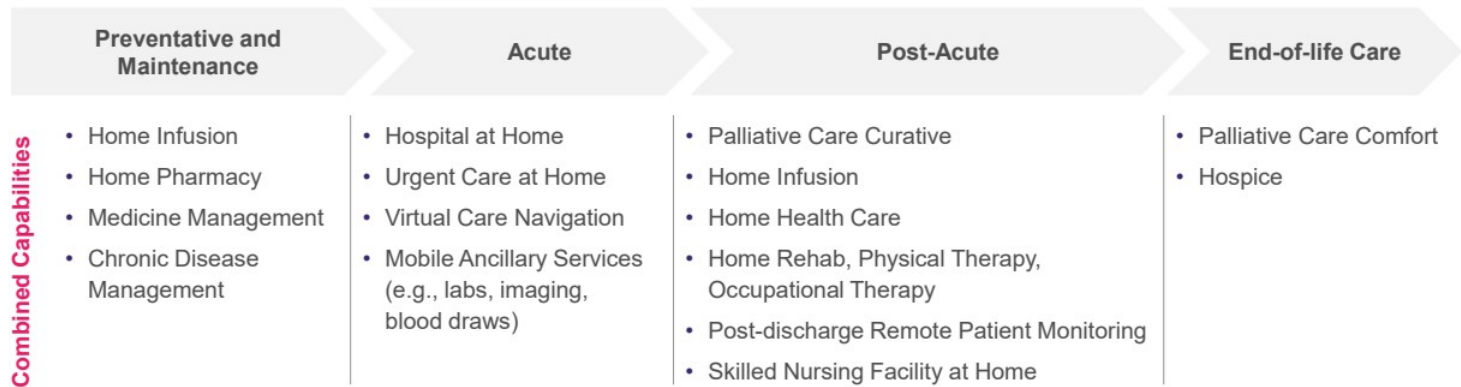 Preventative and
Maintenance
Acute
Post-Acute
End-of-life Care
Combined Capabilities
• Home Infusion
• Home Pharmacy
• Medicine Management
• Chronic Disease
Management
• Hospital at Home
• Urgent Care at Home
• Virtual Care Navigation
• Mobile Ancillary Services
(e.g., labs, imaging,
blood draws)
• Palliative Care Curative
• Home Infusion
• Home Health Care
• Home Rehab, Physical Therapy,
Occupational Therapy
• Post-discharge Remote Patient Monitoring
• Skilled Nursing Facility at Home
• Palliative Care Comfort
• Hospice